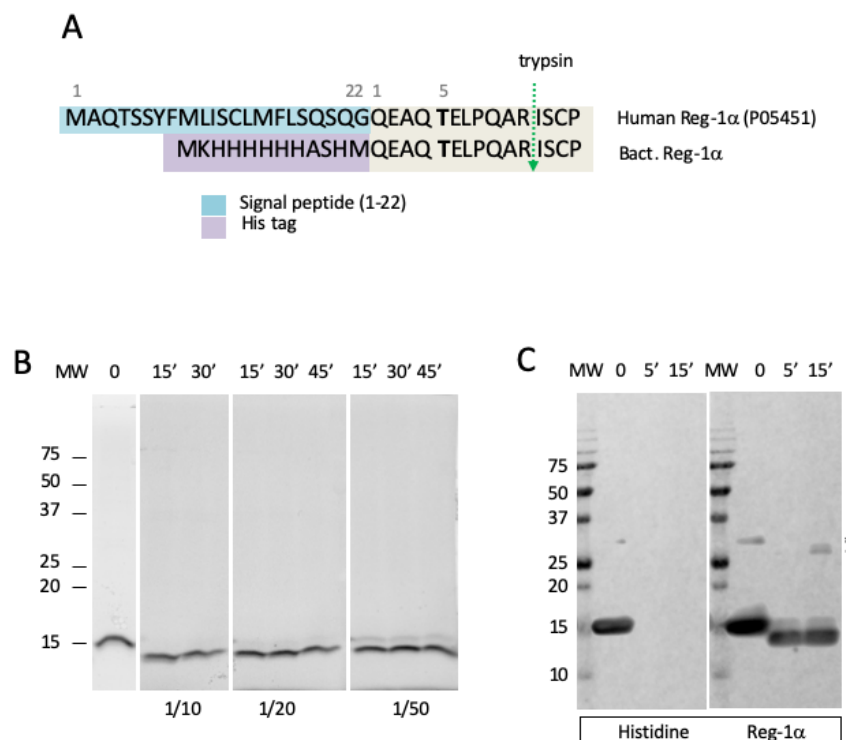 A
trypsin
1 22 1 5
MAQTSSYFMLISCLMFLSQSQGQEAQTELPQARISCP Human Reg-1α (P05451)
MKHHHHHHHASHMQEAQTELPQARISCP Bact. Reg-1α
Signal peptide (1-22)
His tag
B
MW 0 15’ 30’ 15’ 30’ 45’ 15’ 30’ 45’
75
50
37
25
20
15
1/10 1/20 1/50
C
MW 0 5’ 15’ MW 0 5’ 15’
75
50
37
25
20
15
10
Histidine Reg-1α